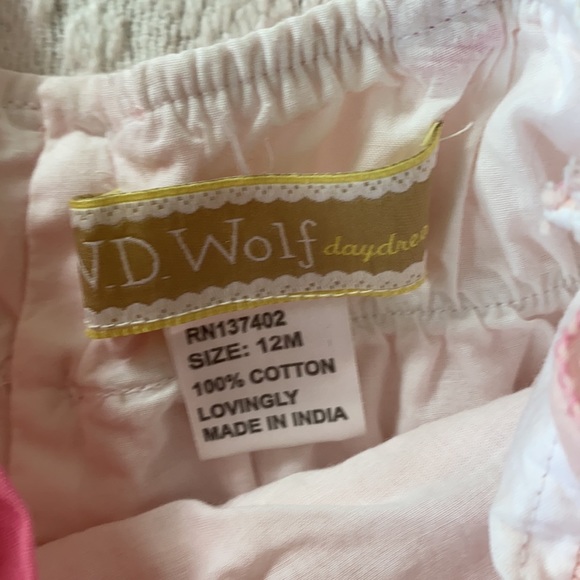 W.D. Wolf daydre
RN137402
SIZE: 12M
100% COTTON
LOVINGLY
MADE IN INDIA